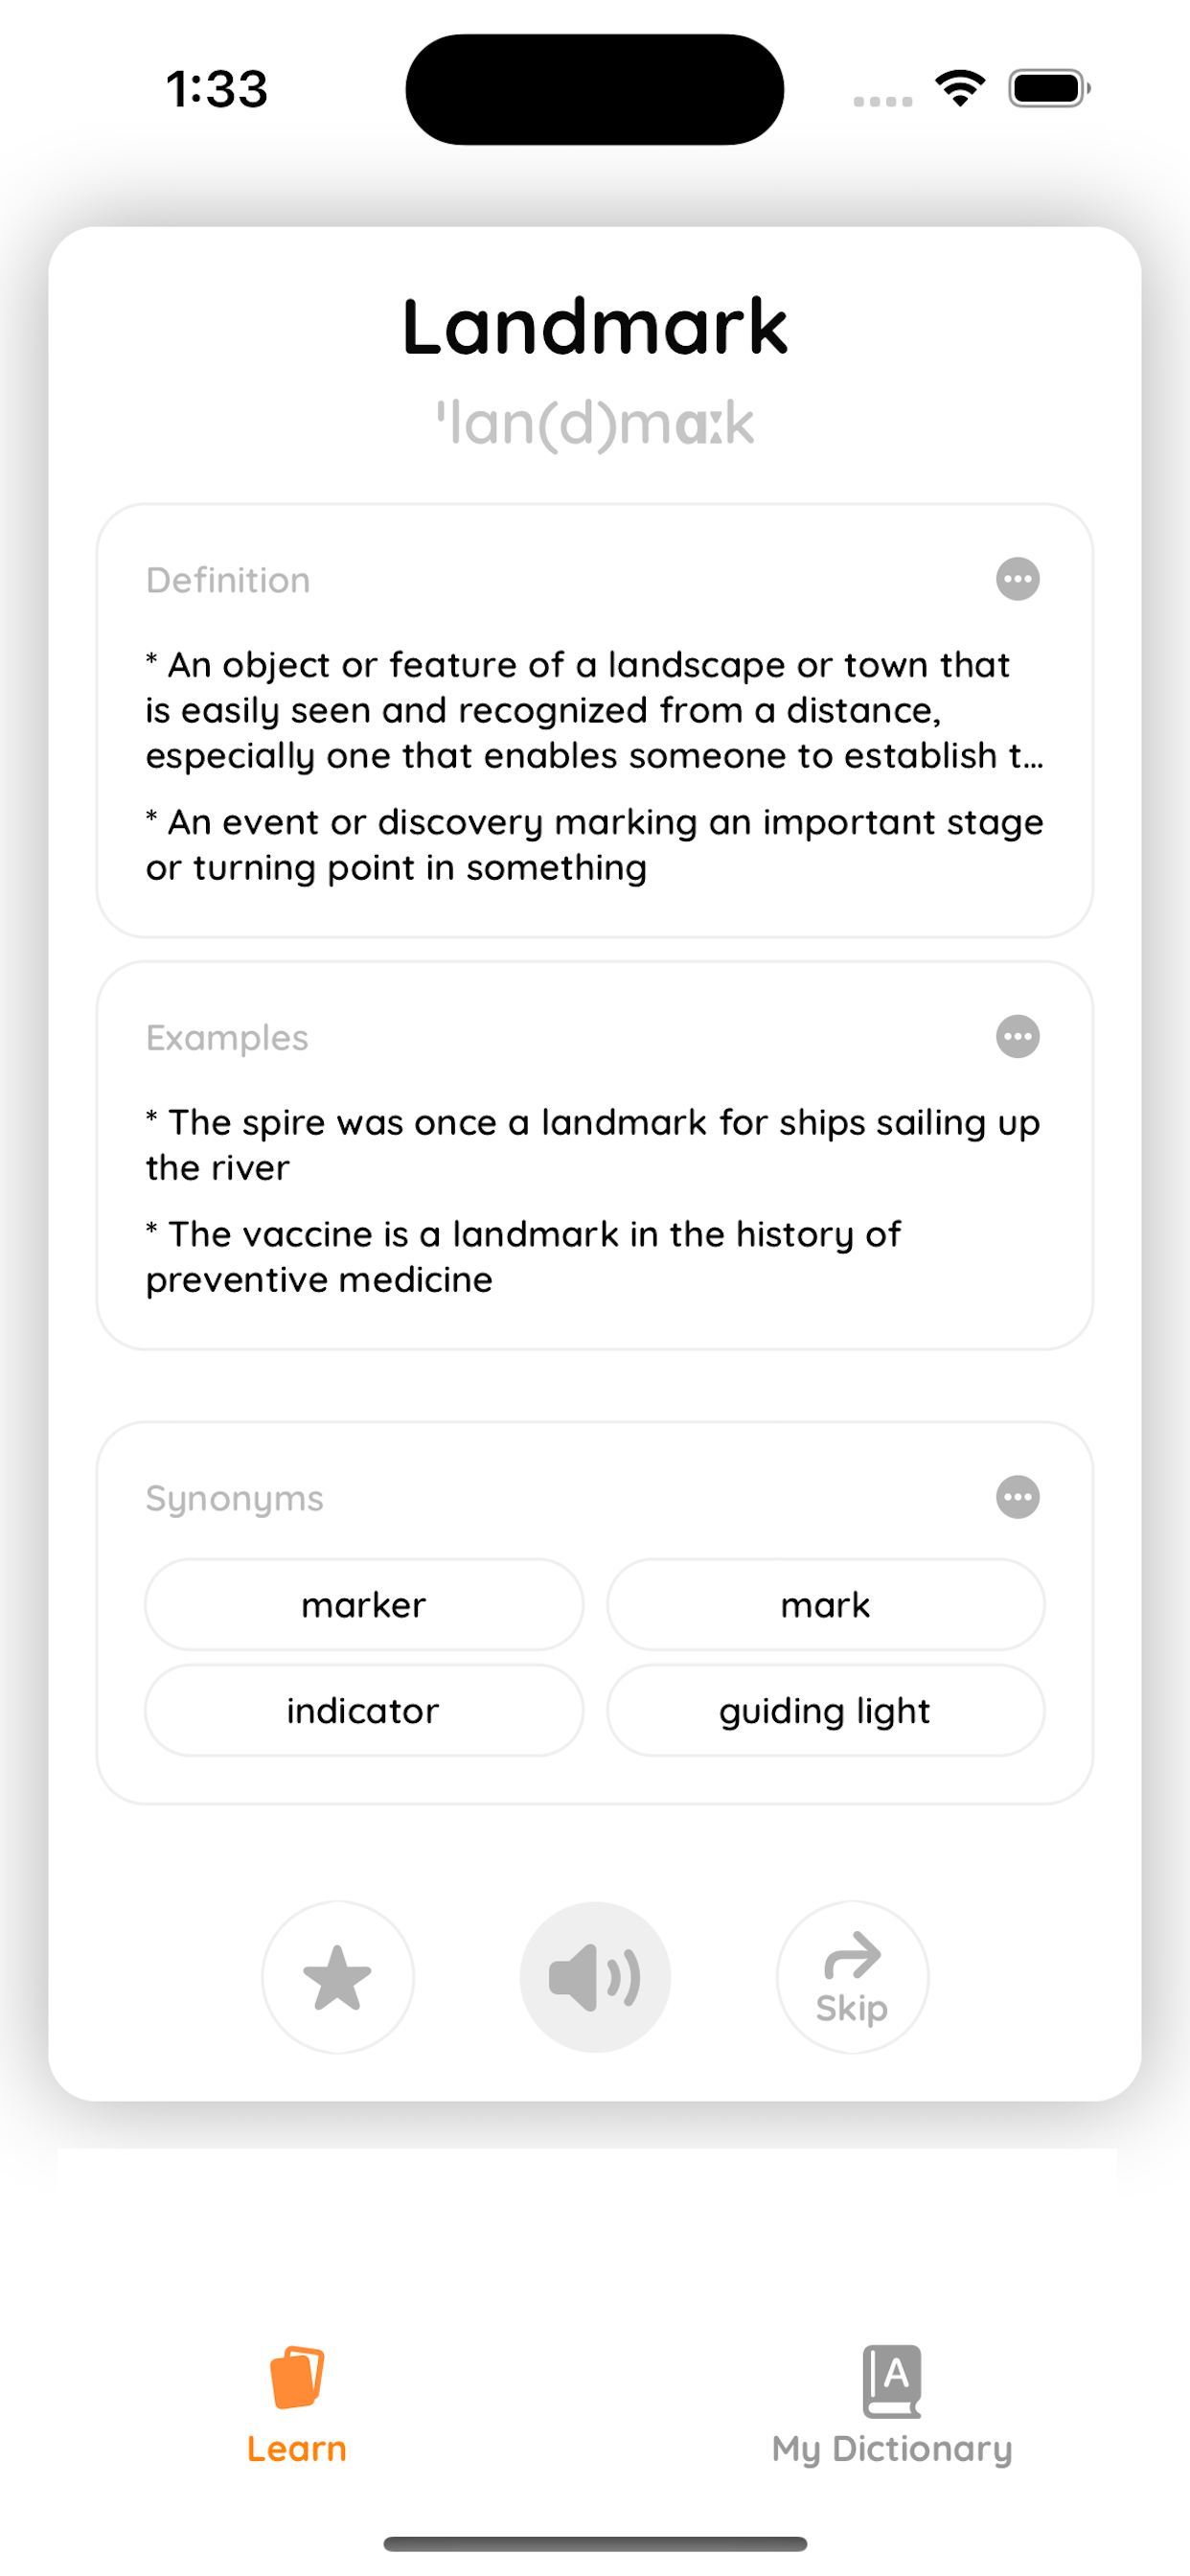 1:33
Landmark
ˈlan(d)mɑːk
Definition
* An object or feature of a landscape or town that
is easily seen and recognized from a distance,
especially one that enables someone to establish t...
* An event or discovery marking an important stage
or turning point in something
Examples
* The spire was once a landmark for ships sailing up
the river
* The vaccine is a landmark in the history of
preventive medicine
Synonyms
marker
mark
indicator
guiding light
Skip
A
Learn
My Dictionary